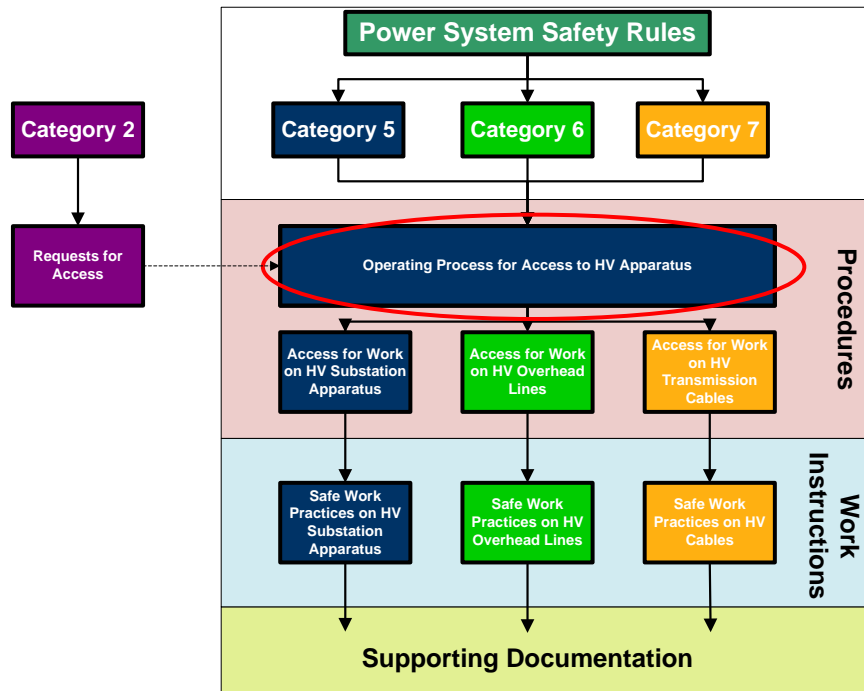 Power System Safety Rules
Category 2
Category 5
Category 6
Category 7
Requests for
Access
Operating Process for Access to HV Apparatus
Procedures
Access for Work
on HV Substation
Apparatus
Access for Work
on HV Overhead
Lines
Access for Work
on HV
Transmission
Cables
Safe Work
Practices on HV
Substation
Apparatus
Safe Work
Practices on HV
Overhead Lines
Safe Work
Practices on HV
Cables
Work
Instructions
Supporting Documentation